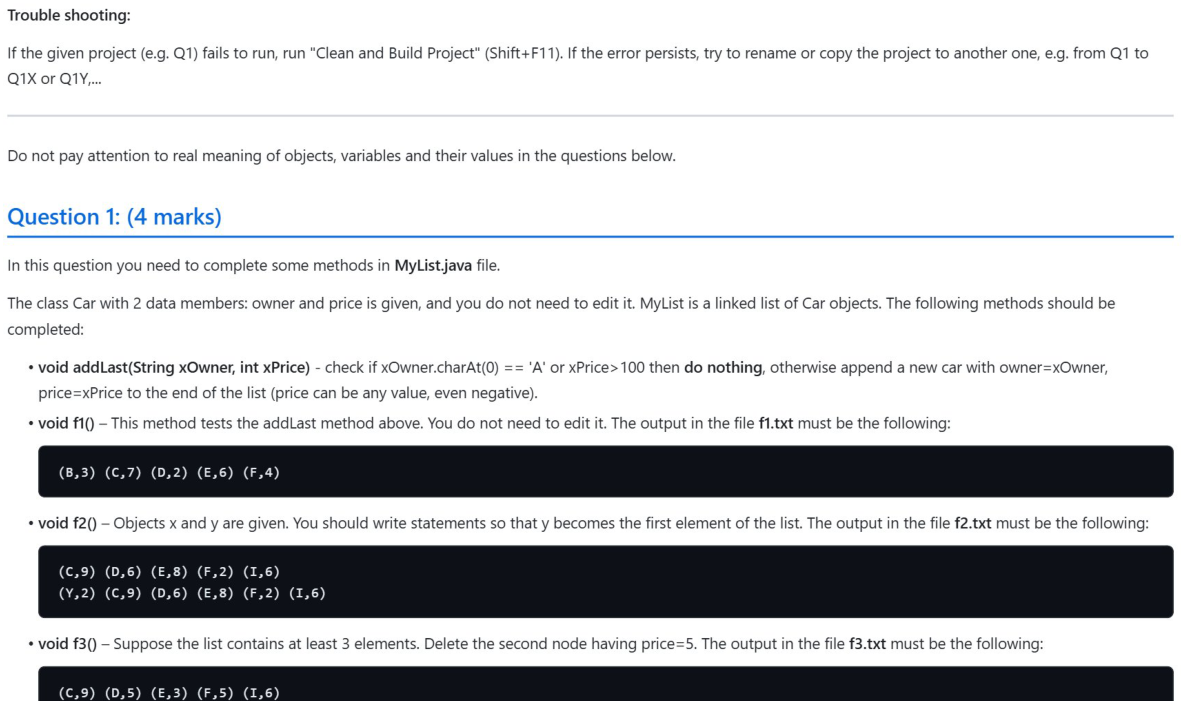 Trouble shooting:
If the given project (e.g. Q1) fails to run, run "Clean and Build Project" (Shift+F11). If the error persists, try to rename or copy the project to another one, e.g. from Q1 to
Q1X or Q1Y,...
Do not pay attention to real meaning of objects, variables and their values in the questions below.
Question 1: (4 marks)
In this question you need to complete some methods in MyList.java file.
The class Car with 2 data members: owner and price is given, and you do not need to edit it. MyList is a linked list of Car objects. The following methods should be
completed:
• void addLast(String xOwner, int xPrice) - check if xOwner.charAt(0) == 'A' or xPrice>100 then do nothing, otherwise append a new car with owner=xOwner,
price=xPrice to the end of the list (price can be any value, even negative).
• void f1() – This method tests the addLast method above. You do not need to edit it. The output in the file f1.txt must be the following:
(B,3) (C,7) (D,2) (E,6) (F,4)
• void f2() – Objects x and y are given. You should write statements so that y becomes the first element of the list. The output in the file f2.txt must be the following:
(C,9) (D,6) (E,8) (F,2) (I,6)
(Y,2) (C,9) (D,6) (E,8) (F,2) (I,6)
• void f3() – Suppose the list contains at least 3 elements. Delete the second node having price=5. The output in the file f3.txt must be the following:
(C,9) (D,5) (E,3) (F,5) (I,6)